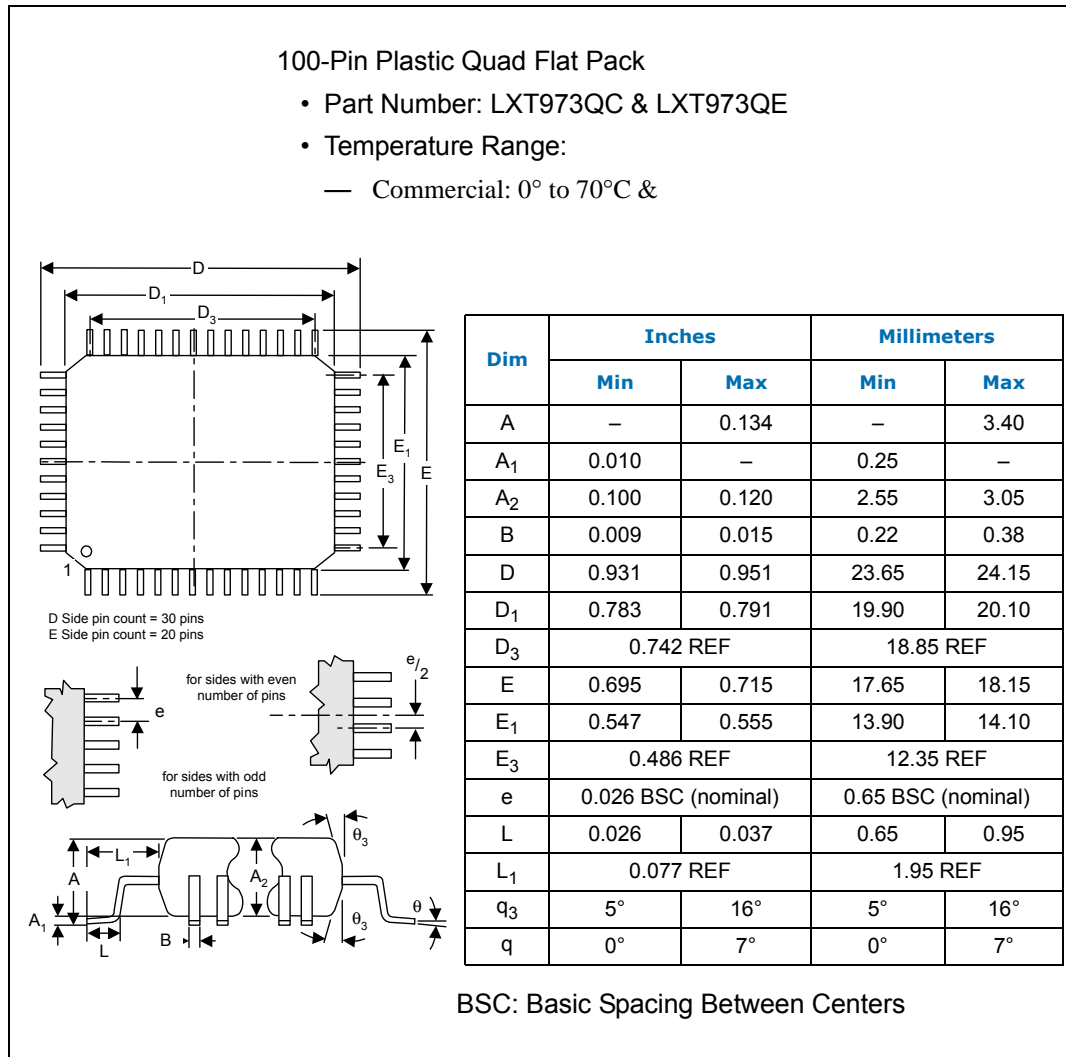 100-Pin Plastic Quad Flat Pack
• Part Number: LXT973QC & LXT973QE
• Temperature Range:
— Commercial: 0° to 70°C &
D
D1
D3
E3
E1
E
1
D Side pin count = 30 pins
E Side pin count = 20 pins
e
for sides with even
number of pins
e/2
for sides with odd
number of pins
L1
A
A1
L
B
A2
θ3
θ3
θ
Dim Inches Millimeters
Min Max Min Max
A – 0.134 – 3.40
A1 0.010 – 0.25 –
A2 0.100 0.120 2.55 3.05
B 0.009 0.015 0.22 0.38
D 0.931 0.951 23.65 24.15
D1 0.783 0.791 19.90 20.10
D3 0.742 REF 18.85 REF
E 0.695 0.715 17.65 18.15
E1 0.547 0.555 13.90 14.10
E3 0.486 REF 12.35 REF
e 0.026 BSC (nominal) 0.65 BSC (nominal)
L 0.026 0.037 0.65 0.95
L1 0.077 REF 1.95 REF
q3 5° 16° 5° 16°
q 0° 7° 0° 7°
BSC: Basic Spacing Between Centers